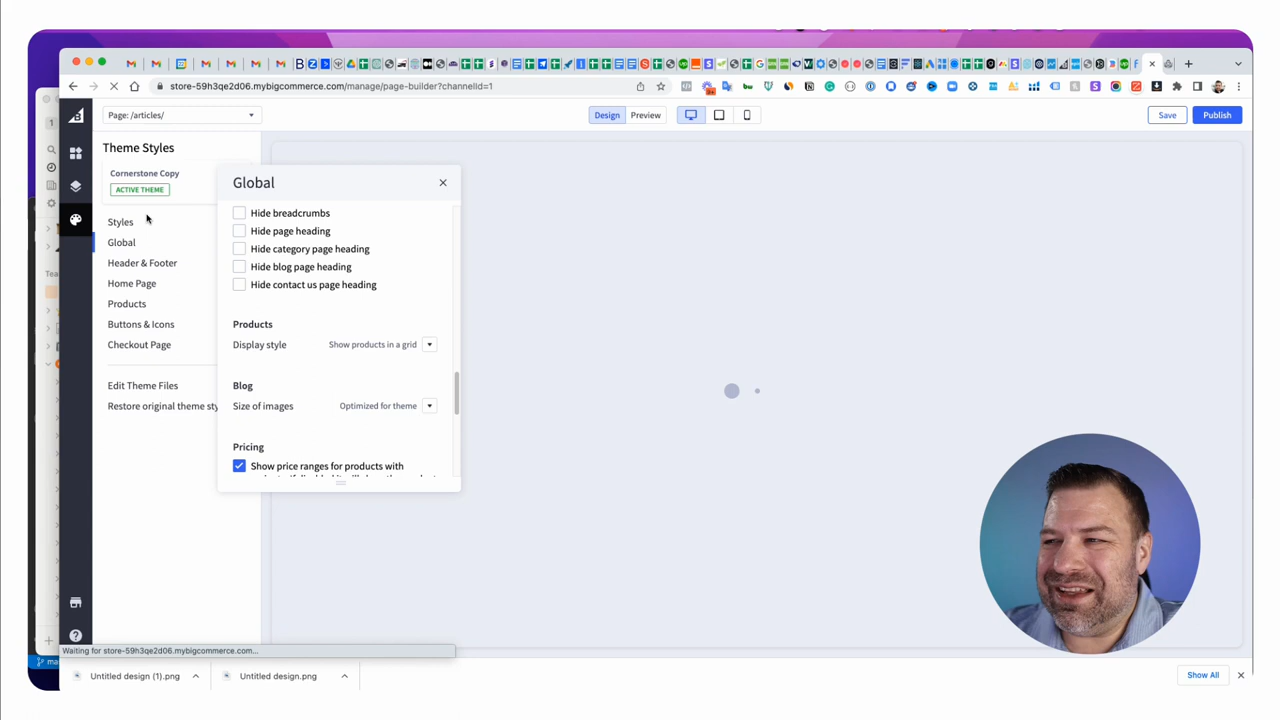 store-59h3qe2d06.mybigcommerce.com/manage/page-builder?channelId=1
Page: /articles/
Design
Preview
Save
Publish
Theme Styles
Cornerstone Copy
ACTIVE THEME
Styles
Global
Header & Footer
Home Page
Products
Buttons & Icons
Checkout Page
Edit Theme Files
Restore original theme sty
Global
Hide breadcrumbs
Hide page heading
Hide category page heading
Hide blog page heading
Hide contact us page heading
Products
Display style
Show products in a grid
Blog
Size of images
Optimized for theme
Pricing
Show price ranges for products with
Tea
ma
Waiting for store-59h3qe2d06.mybigcommerce.com...
Untitled design (1).png
Untitled design.png
Show All